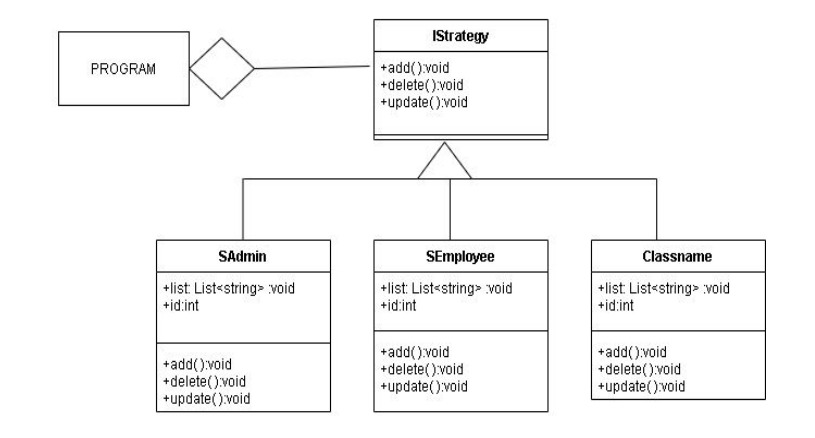 PROGRAM
IStrategy
+add():void
+delete():void
+update():void
SAdmin
+list: List<string> :void
+id:int
+add():void
+delete():void
+update():void
SEmployee
+list: List<string> :void
+id:int
+add():void
+delete():void
+update():void
Classname
+list: List<string> :void
+id:int
+add():void
+delete():void
+update():void